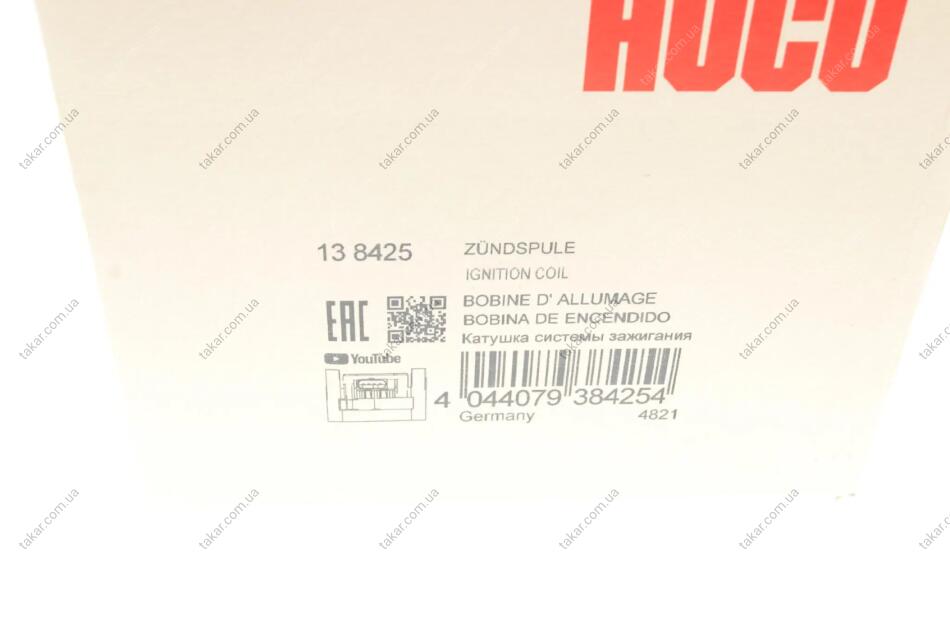 HUCO
13 8425
ZÜNDSPULE
IGNITION COIL
BOBINE D' ALLUMAGE
BOBINA DE ENCENDIDO
Катушка системы зажигания
EAC
YouTube
4 044079 384254
Germany
4821
takar.com.ua